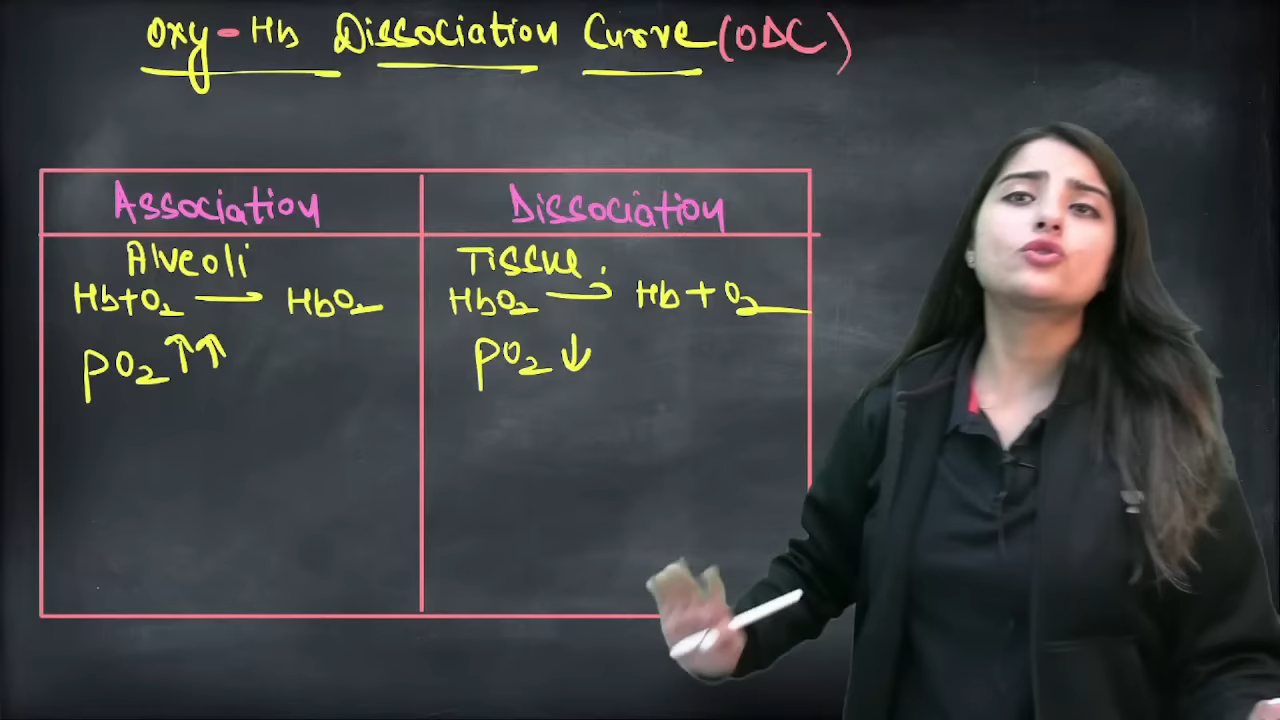 Oxy-Hb Dissociation Curve (ODC)
Association
Dissociation
Alveoli
Hb+O₂ → HbO₂
pO₂ ↑↑
Tissue.
HbO₂ → Hb+O₂
pO₂ ↓